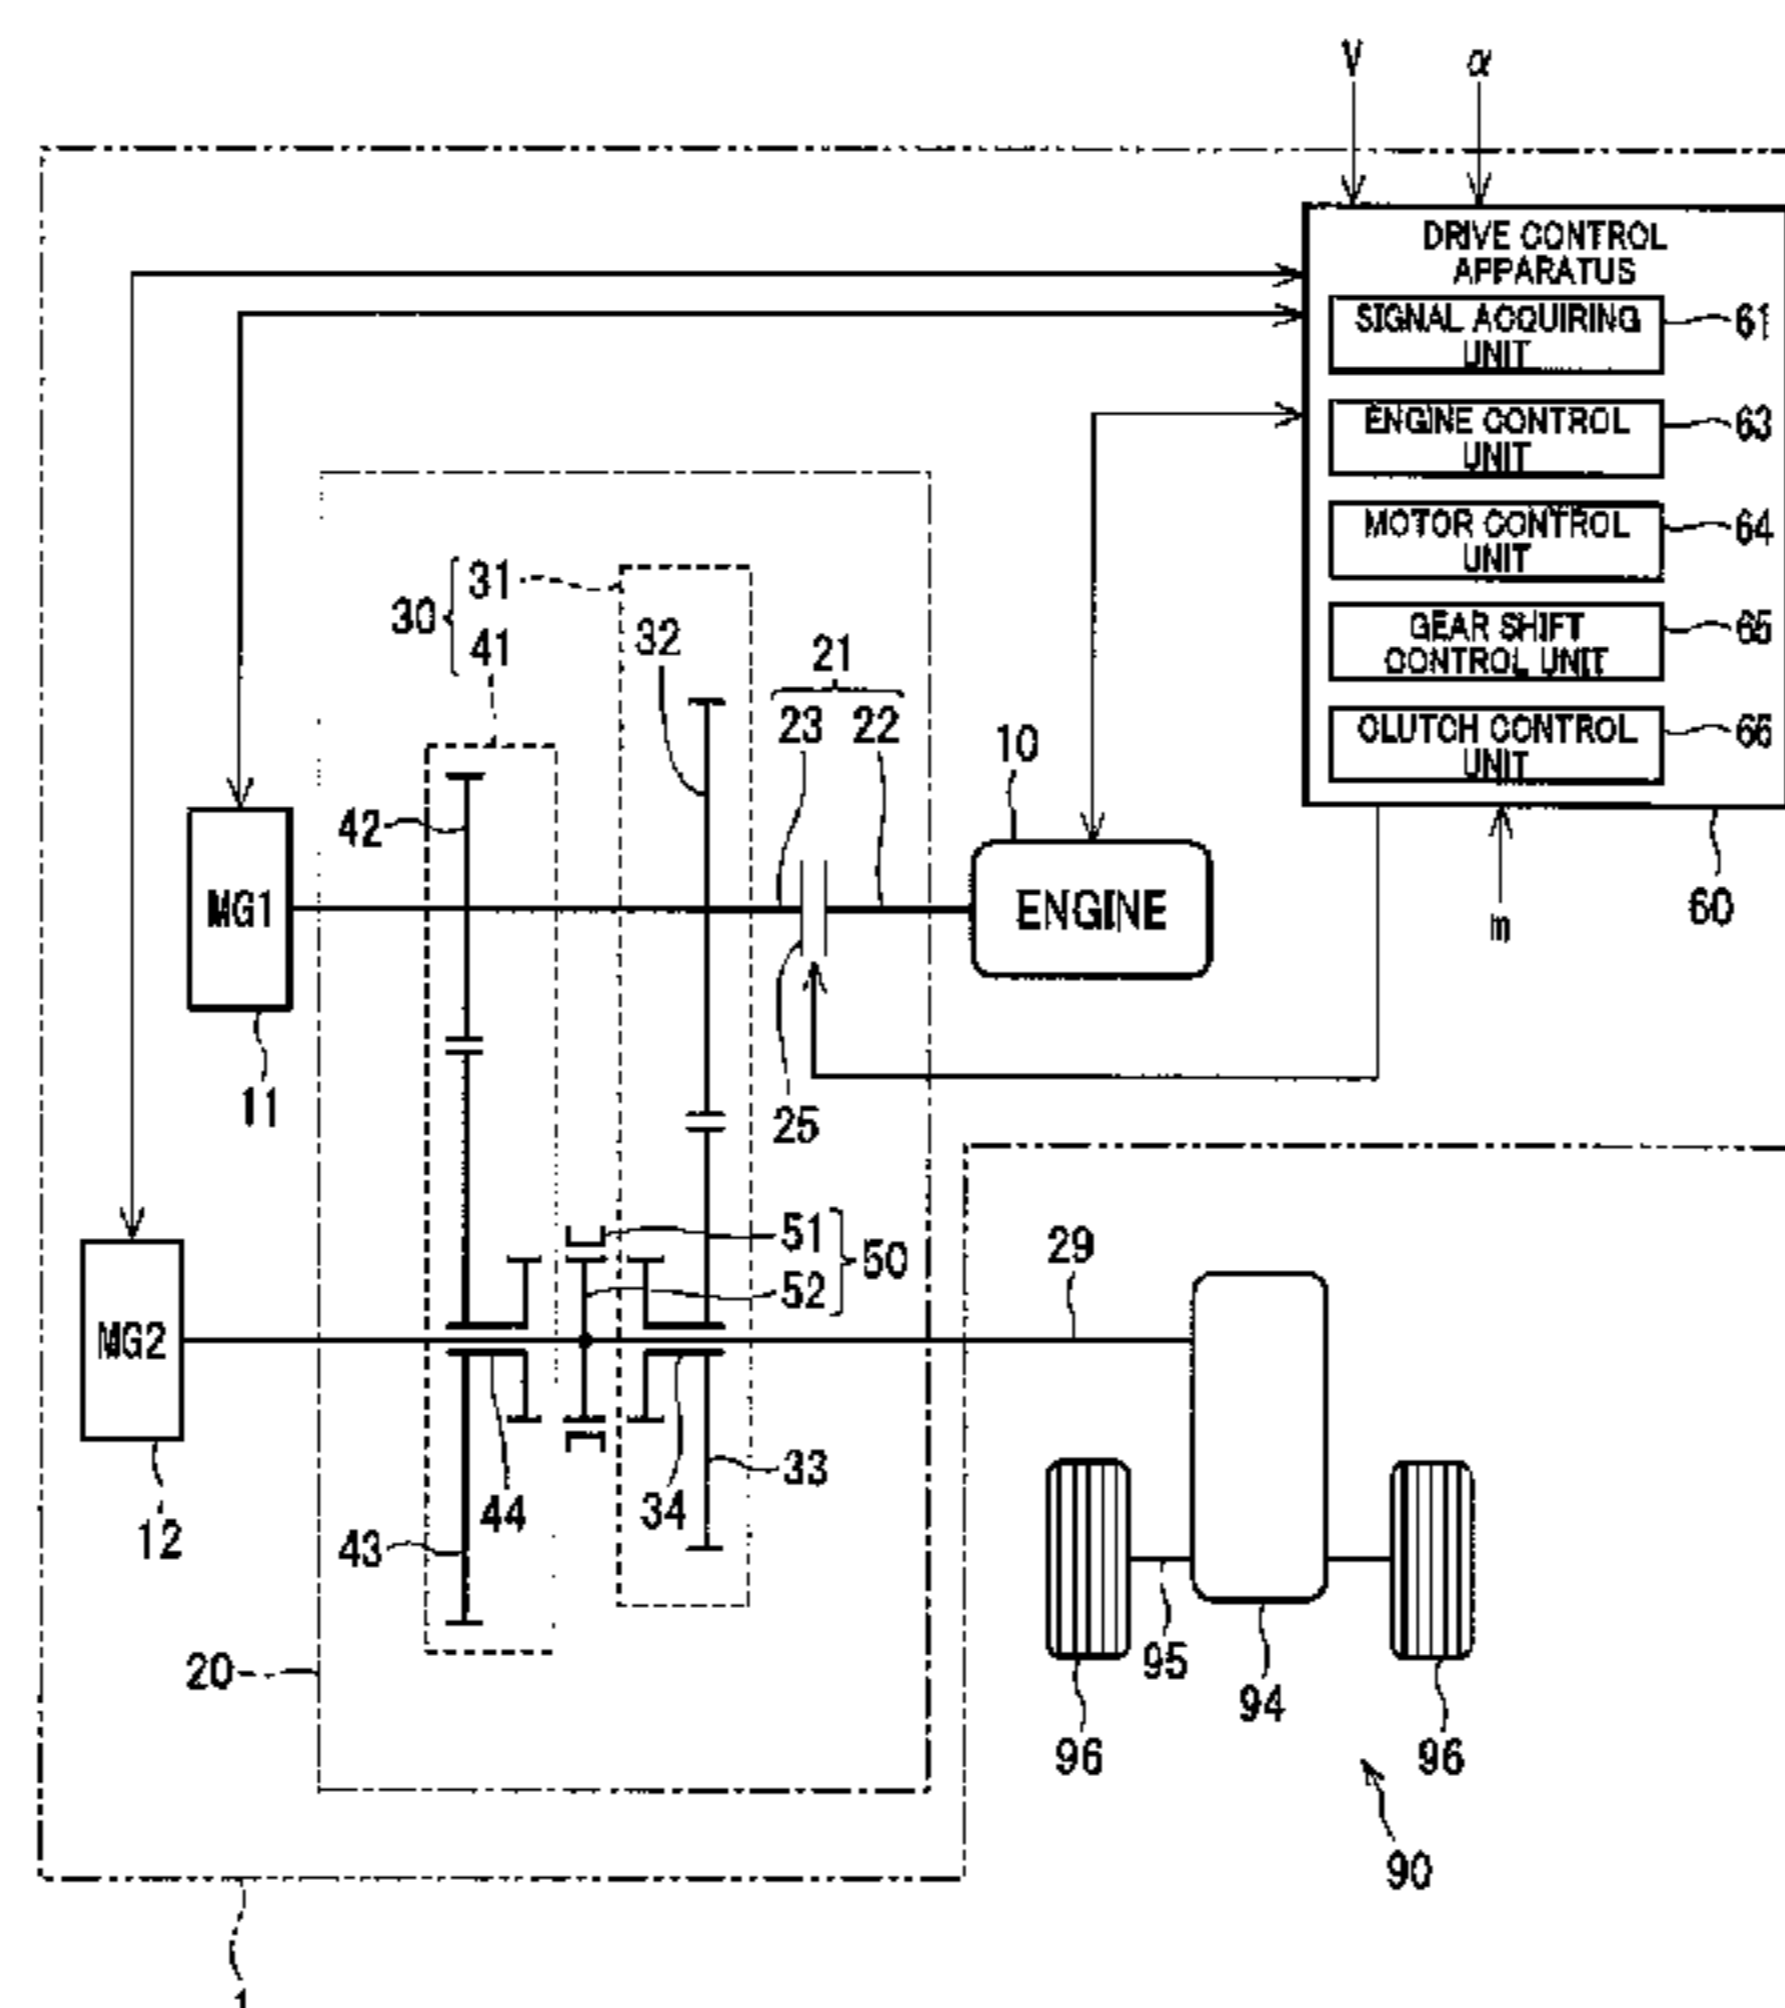 V α
DRIVE CONTROL
APPARATUS
SIGNAL ACQUIRING
UNIT
61
ENGINE CONTROL
UNIT
63
MOTOR CONTROL
UNIT
64
GEAR SHIFT
CONTROL UNIT
65
CLUTCH CONTROL
UNIT
66
30
31
41
32
21
23 22
10
42
MG1
ENGINE
m
60
11
25
51
52
50
29
MG2
12
44
34
33
43
20
95
94
96
96
90
1